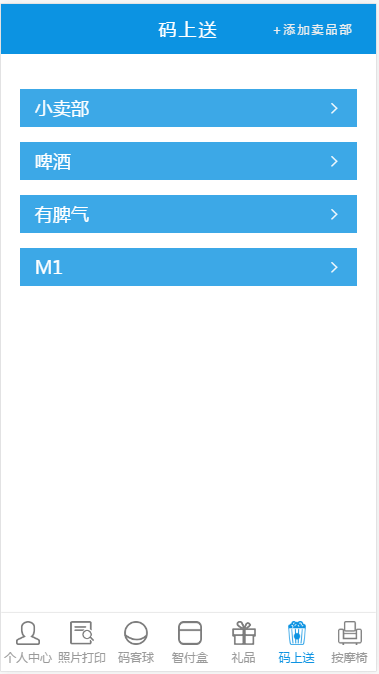 码上送
+添加卖品部
小卖部
啤酒
有脾气
M1
个人中心 照片打印 码客球 智付盒 礼品 码上送 按摩椅